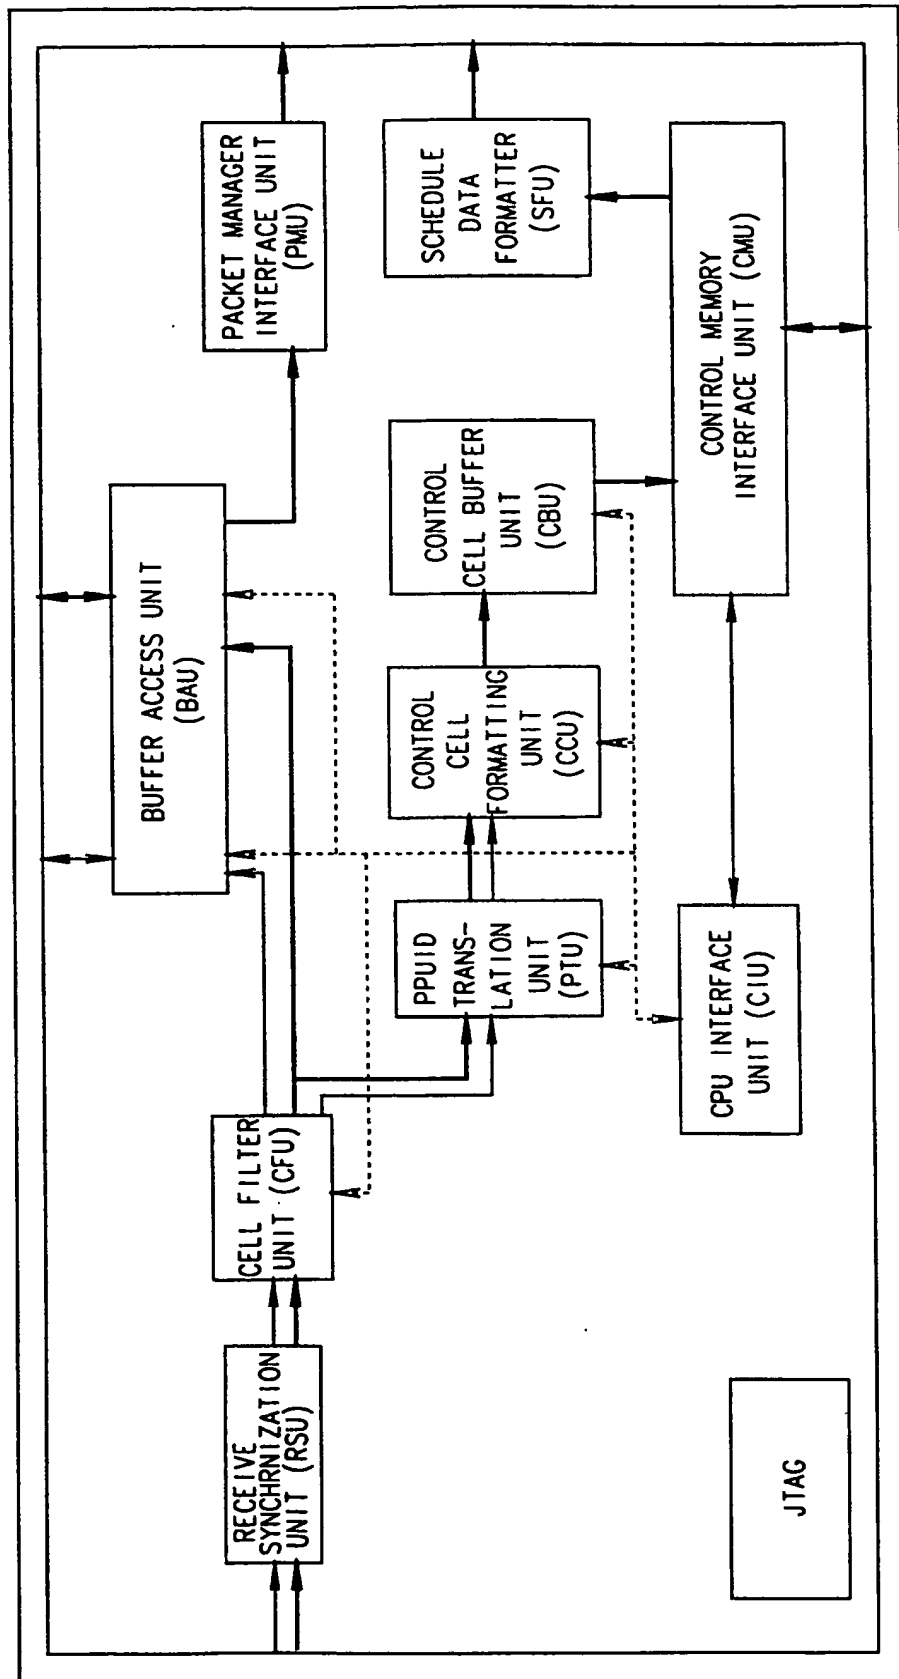 RECEIVE
SYNCHRNIZATION
UNIT (RSU)
CELL FILTER
UNIT (CFU)
BUFFER ACCESS UNIT
(BAU)
PACKET MANAGER
INTERFACE UNIT
(PMU)
PPUID
TRANS-
LATION
UNIT
(PTU)
CONTROL
CELL
FORMATTING
UNIT
(CCU)
CONTROL
CELL BUFFER
UNIT
(CBU)
SCHEDULE
DATA
FORMATTER
(SFU)
JTAG
CPU INTERFACE
UNIT (CIU)
CONTROL MEMORY
INTERFACE UNIT (CMU)